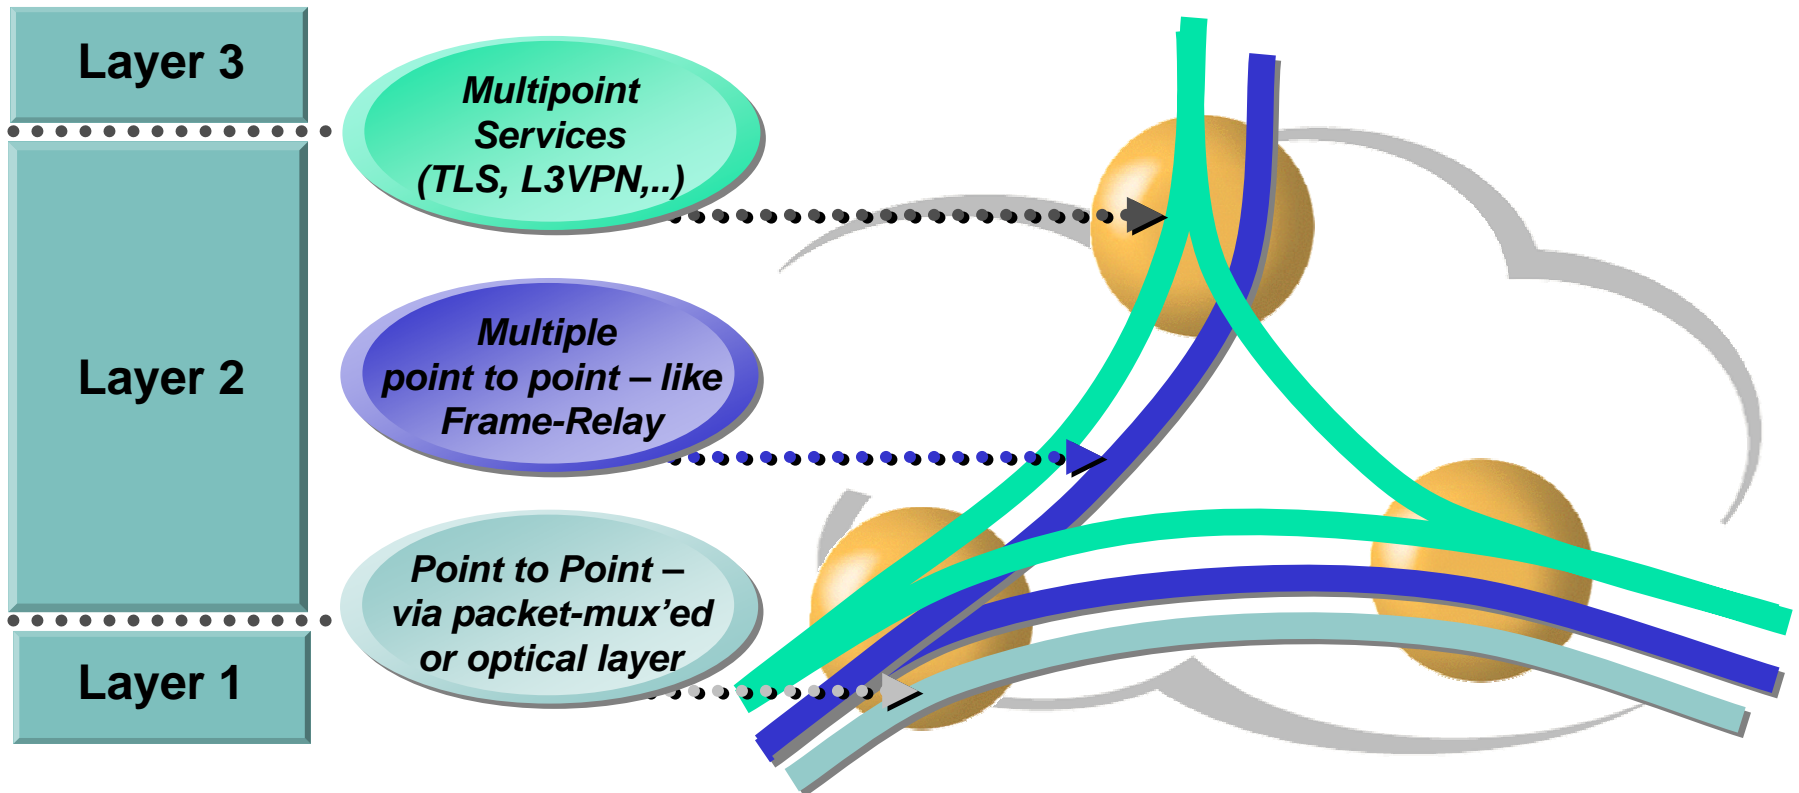 Layer 3
Multipoint
Services
(TLS, L3VPN,..)
Layer 2
Multiple
point to point – like
Frame-Relay
Point to Point –
via packet-mux’ed
or optical layer
Layer 1